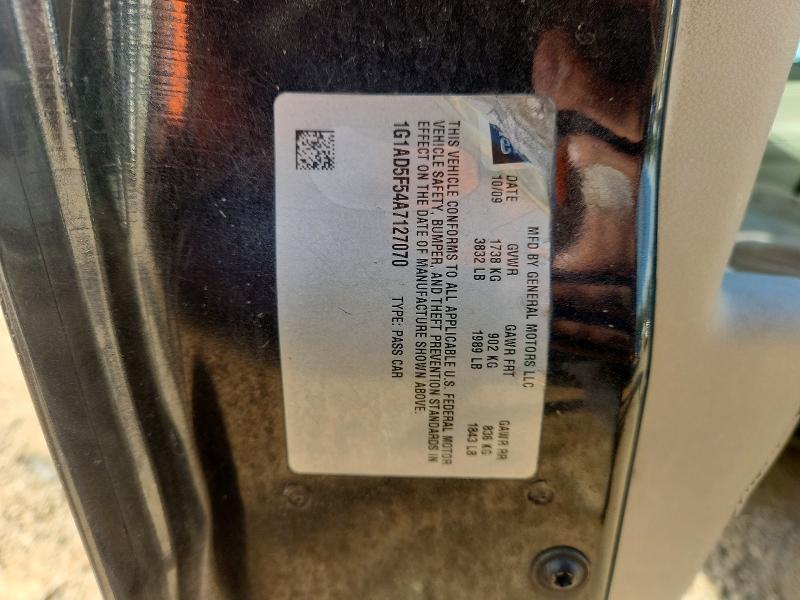 MFD BY GENERAL MOTORS LLC
DATE GVWR GAWR FRT GAWR RR
10/09 1738 KG 902 KG 836 KG
3832 LB 1989 LB 1843 LB
THIS VEHICLE CONFORMS TO ALL APPLICABLE U.S. FEDERAL MOTOR
VEHICLE SAFETY, BUMPER, AND THEFT PREVENTION STANDARDS IN
EFFECT ON THE DATE OF MANUFACTURE SHOWN ABOVE.
1G1AD5F54A7127070 TYPE: PASS CAR